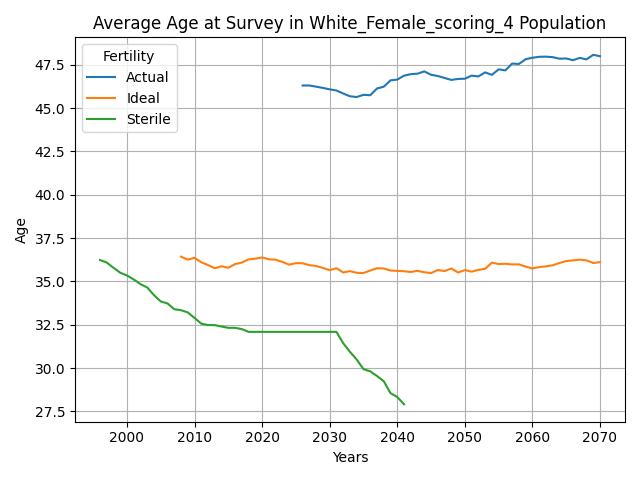 Average Age at Survey in White_Female_scoring_4 Population
Fertility
Actual
Ideal
Sterile
Age
47.5
45.0
42.5
40.0
37.5
35.0
32.5
30.0
27.5
2000 2010 2020 2030 2040 2050 2060 2070
Years